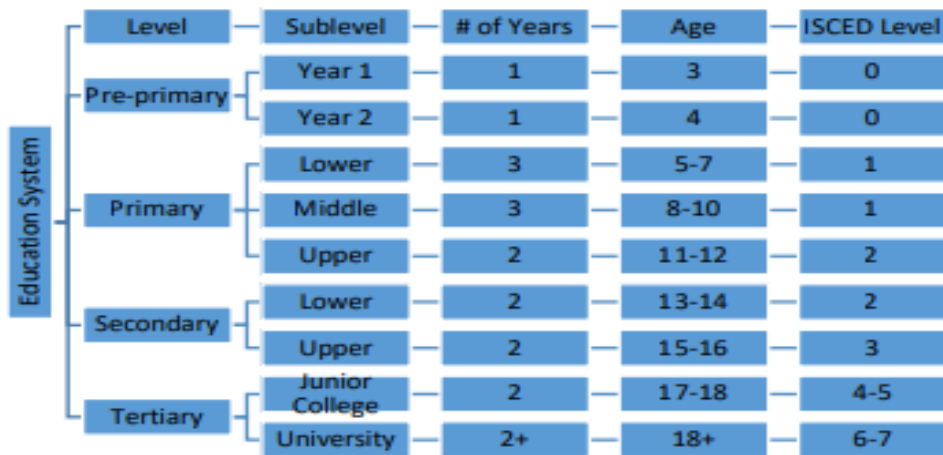 Education System
Level Sublevel # of Years Age ISCED Level
Pre-primary
Year 1 1 3 0
Year 2 1 4 0
Primary
Lower 3 5-7 1
Middle 3 8-10 1
Upper 2 11-12 2
Secondary
Lower 2 13-14 2
Upper 2 15-16 3
Tertiary
Junior
College 2 17-18 4-5
University 2+ 18+ 6-7